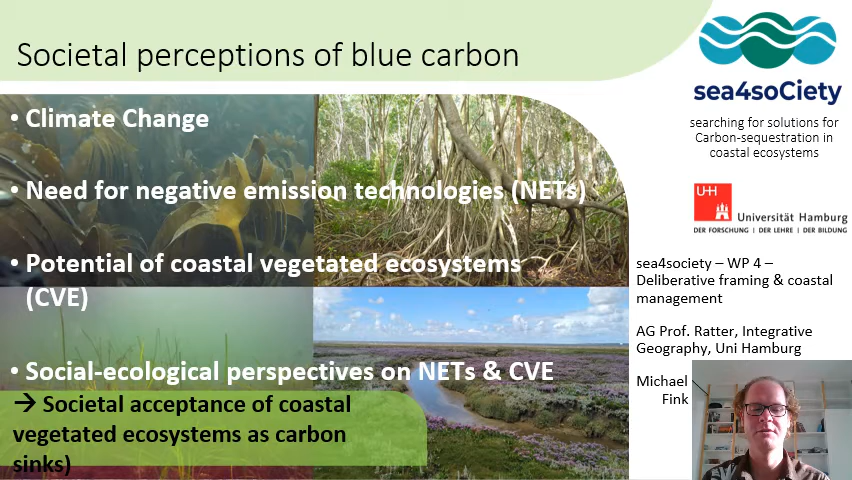 Societal perceptions of blue carbon
• Climate Change
• Need for negative emission technologies (NETs)
• Potential of coastal vegetated ecosystems
(CVE)
• Social-ecological perspectives on NETs & CVE
→ Societal acceptance of coastal
vegetated ecosystems as carbon
sinks)
sea4soCiety
searching for solutions for
Carbon-sequestration in
coastal ecosystems
UH
Universität Hamburg
DER FORSCHUNG | DER LEHRE | DER BILDUNG
sea4society – WP 4 –
Deliberative framing & coastal
management
AG Prof. Ratter, Integrative
Geography, Uni Hamburg
Michael
Fink